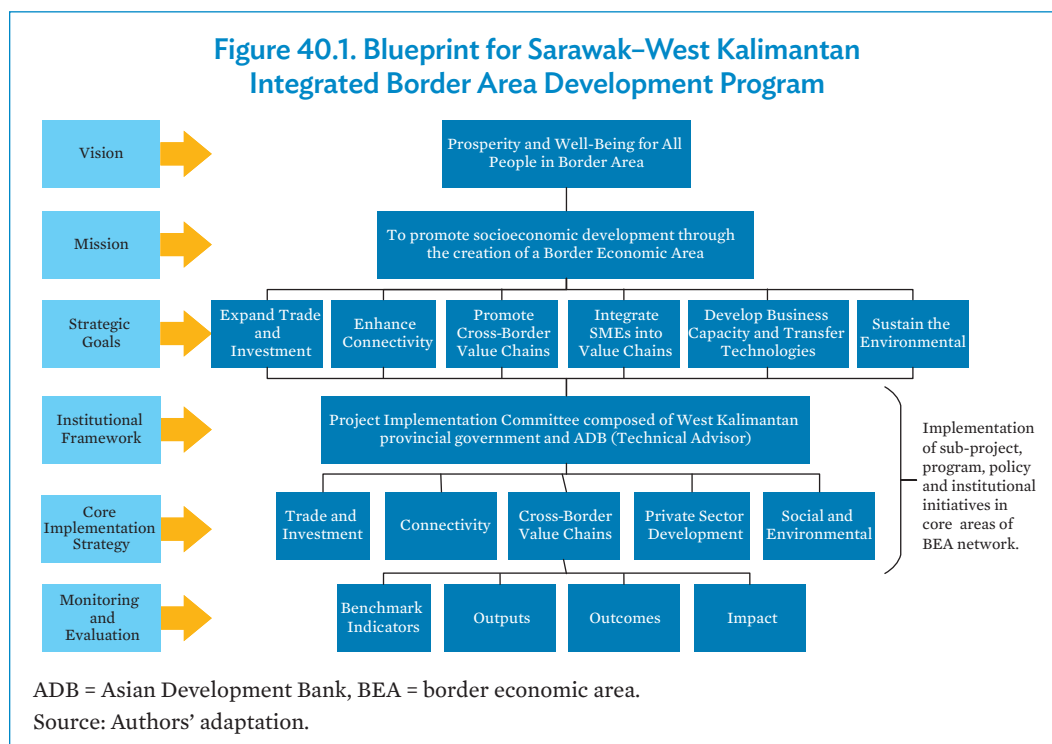 Figure 40.1. Blueprint for Sarawak–West Kalimantan
Integrated Border Area Development Program
Vision
Prosperity and Well-Being for All
People in Border Area
Mission
To promote socioeconomic development through
the creation of a Border Economic Area
Strategic
Goals
Expand Trade
and
Investment
Enhance
Connectivity
Promote
Cross-Border
Value Chains
Integrate
SMEs into
Value Chains
Develop Business
Capacity and Transfer
Technologies
Sustain the
Environmental
Institutional
Framework
Project Implementation Committee composed of West Kalimantan
provincial government and ADB (Technical Advisor)
Implementation
of sub-project,
program, policy
and institutional
initiatives in
core areas of
BEA network.
Core
Implementation
Strategy
Trade and
Investment
Connectivity
Cross-Border
Value Chains
Private Sector
Development
Social and
Environmental
Monitoring
and
Evaluation
Benchmark
Indicators
Outputs
Outcomes
Impact
ADB = Asian Development Bank, BEA = border economic area.
Source: Authors’ adaptation.